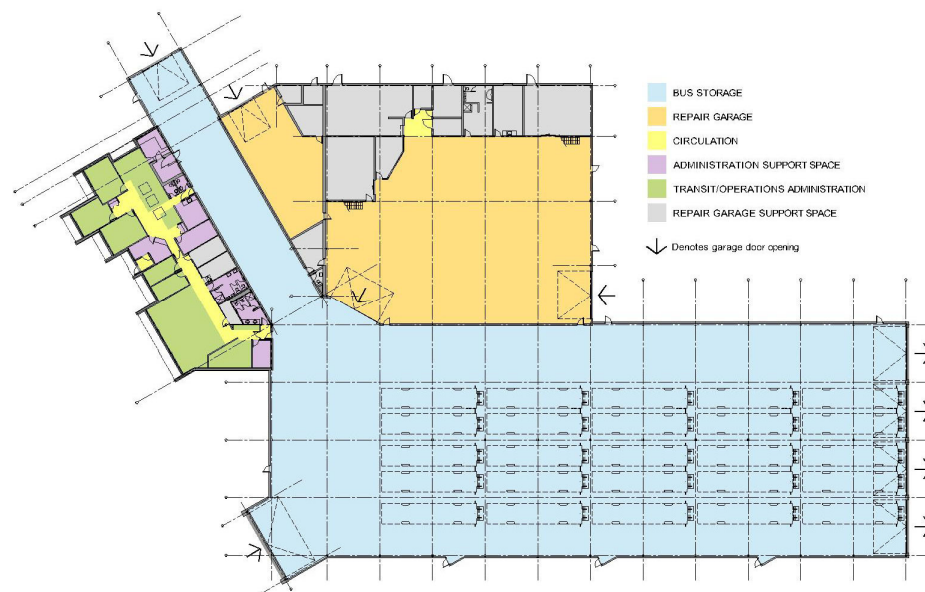 BUS STORAGE
REPAIR GARAGE
CIRCULATION
ADMINISTRATION SUPPORT SPACE
TRANSIT/OPERATIONS ADMINISTRATION
REPAIR GARAGE SUPPORT SPACE
Denotes garage door opening